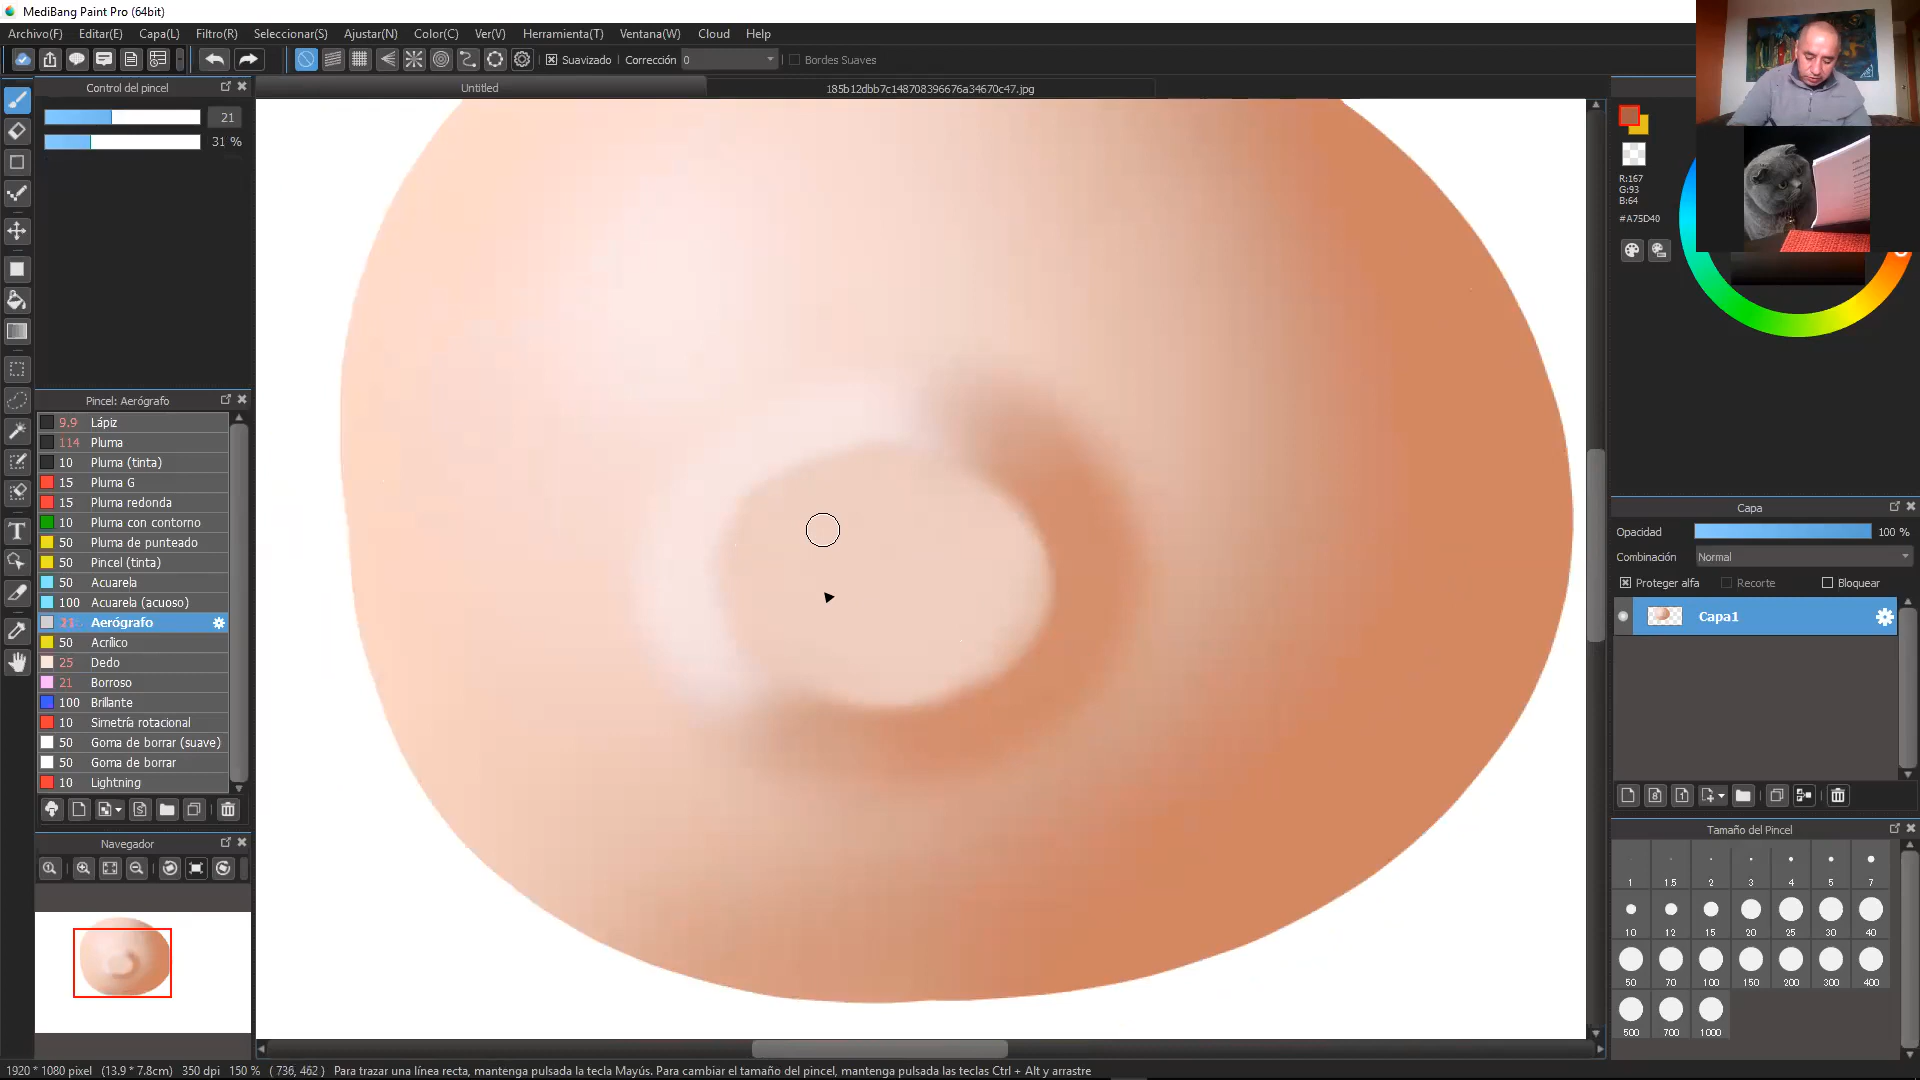 MediBang Paint Pro (64bit)
Archivo(F) Editar(E) Capa(L) Filtro(R) Seleccionar(S) Ajustar(N) Color(C) Ver(V) Herramienta(T) Ventana(W) Cloud Help
Suavizado Corrección 0 Bordes Suaves
Control del pincel
21
31 %
Untitled
185b12dbb7c148708396676a34670c47.jpg
R:167
G:93
B:64
#A75D40
Pincel: Aerógrafo
9.9 Lápiz
114 Pluma
10 Pluma (tinta)
15 Pluma G
15 Pluma redonda
10 Pluma con contorno
50 Pluma de punteado
50 Pincel (tinta)
50 Acuarela
100 Acuarela (acuoso)
21 Aerógrafo
50 Acrílico
25 Dedo
21 Borroso
100 Brillante
10 Simetría rotacional
50 Goma de borrar (suave)
50 Goma de borrar
10 Lightning
Navegador
Capa
Opacidad 100 %
Combinación Normal
Proteger alfa Recorte Bloquear
Capa1
Tamaño del Pincel
1 1.5 2 3 4 5 7
10 12 15 20 25 30 40
50 70 100 150 200 300 400
500 700 1000
1920 * 1080 pixel (13.9 * 7.8cm) 350 dpi 150 % ( 736, 462 ) Para trazar una línea recta, mantenga pulsada la tecla Mayús. Para cambiar el tamaño del pincel, mantenga pulsadas las teclas Ctrl + Alt y arrastre